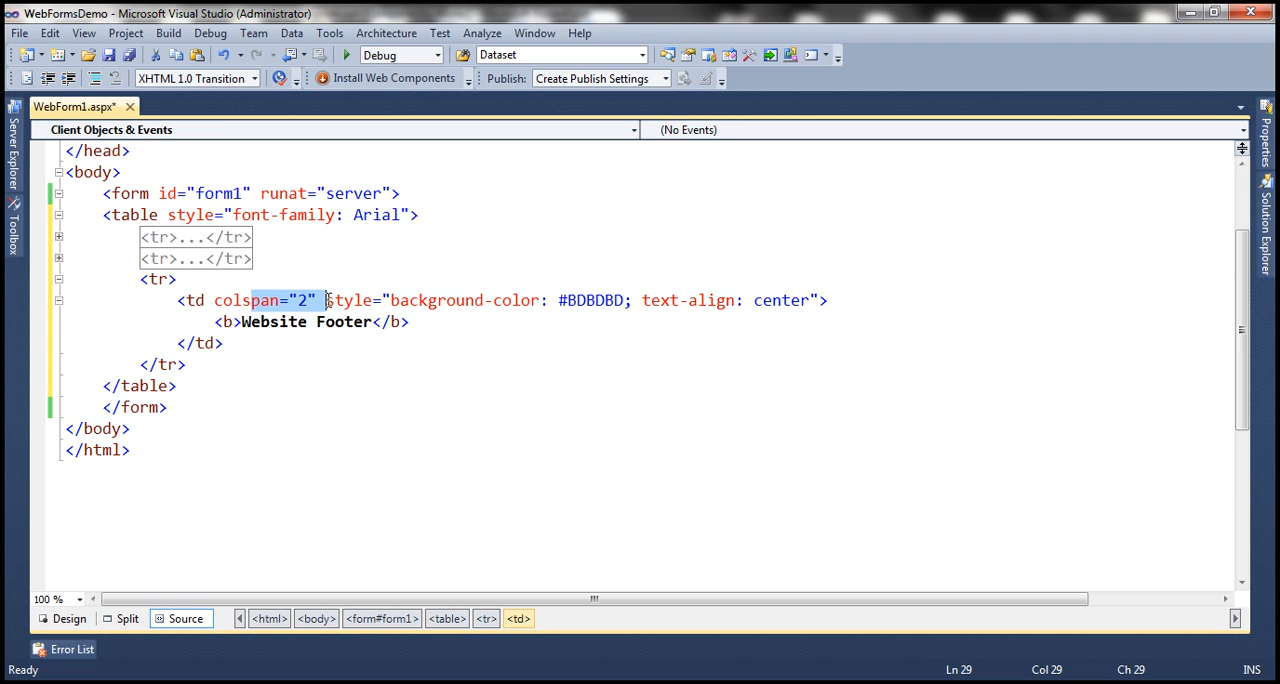 WebFormsDemo - Microsoft Visual Studio (Administrator)
File Edit View Project Build Debug Team Data Tools Architecture Test Analyze Window Help
Debug Dataset
XHTML 1.0 Transition Install Web Components Publish: Create Publish Settings
WebForm1.aspx*
Client Objects & Events (No Events)
Server Explorer
Toolbox
Properties
Solution Explorer
</head>
<body>
<form id="form1" runat="server">
<table style="font-family: Arial">
<tr>...</tr>
<tr>...</tr>
<tr>
<td colspan="2" style="background-color: #BDBDBD; text-align: center">
<b>Website Footer</b>
</td>
</tr>
</table>
</form>
</body>
</html>
100 %
Design Split Source <html> <body> <form#form1> <table> <tr> <td>
Error List
Ready Ln 29 Col 29 Ch 29 INS